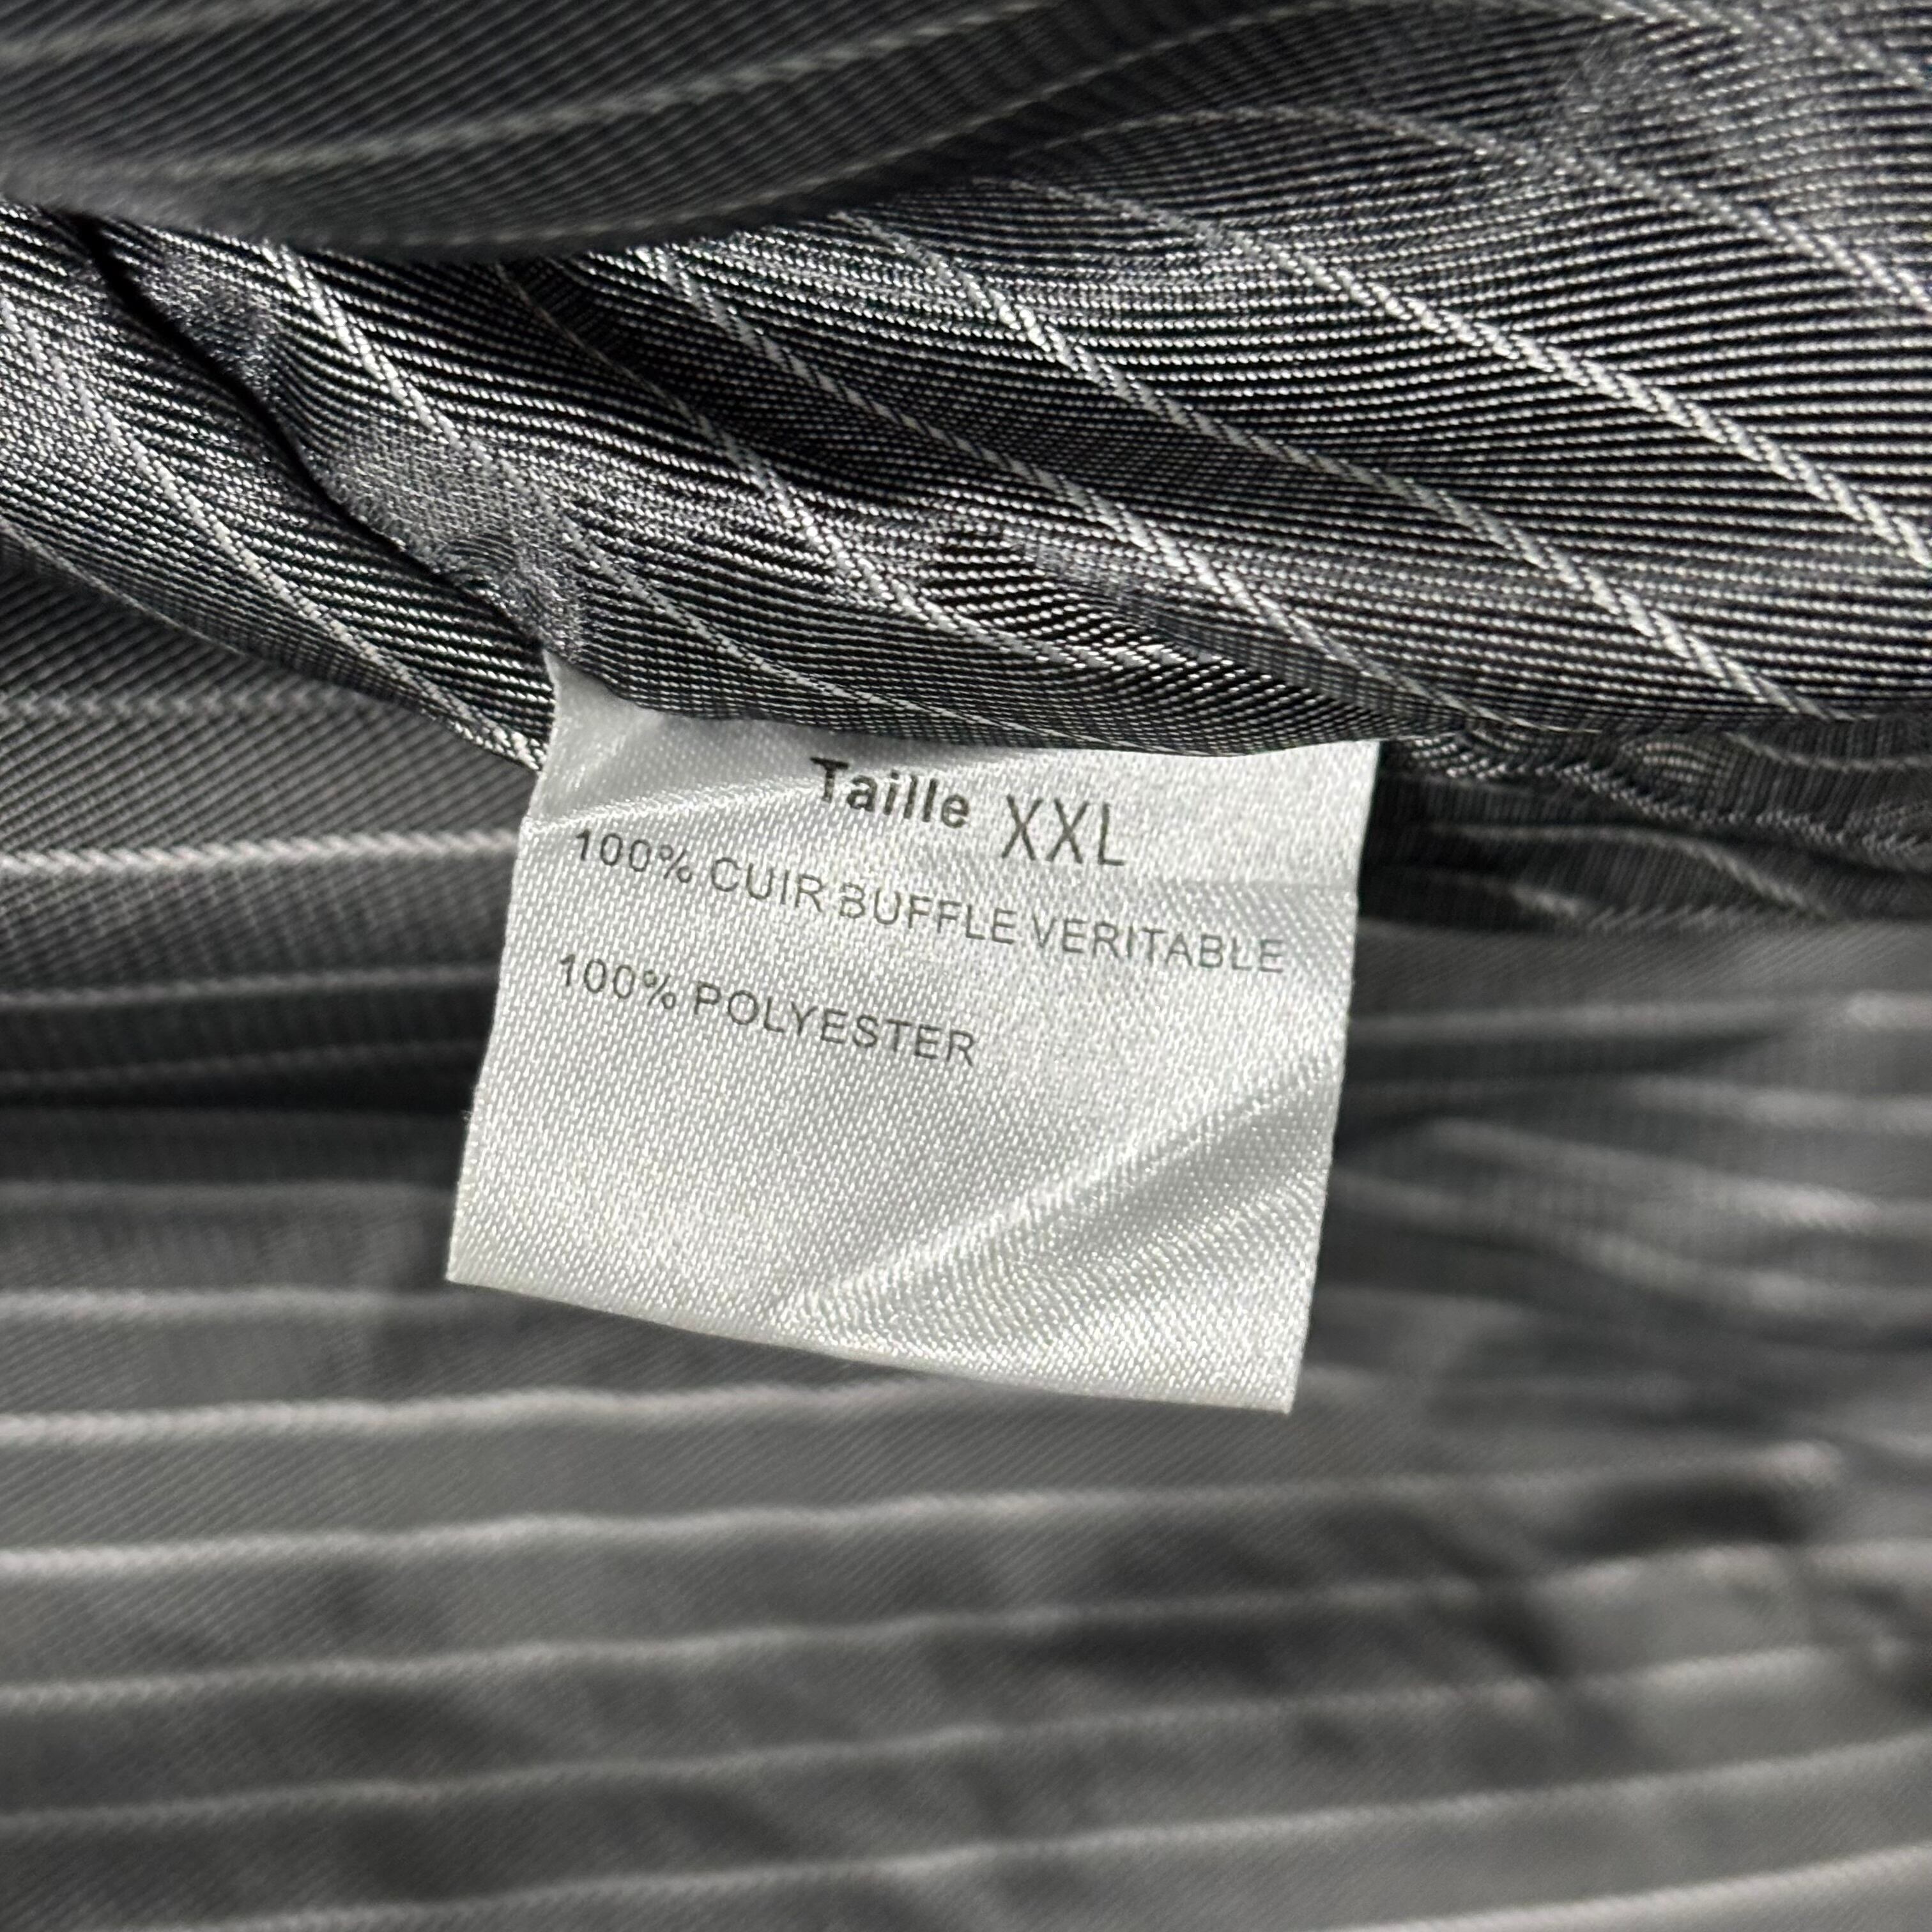 Taille XXL
100% CUIR BUFFLE VERITABLE
100% POLYESTER